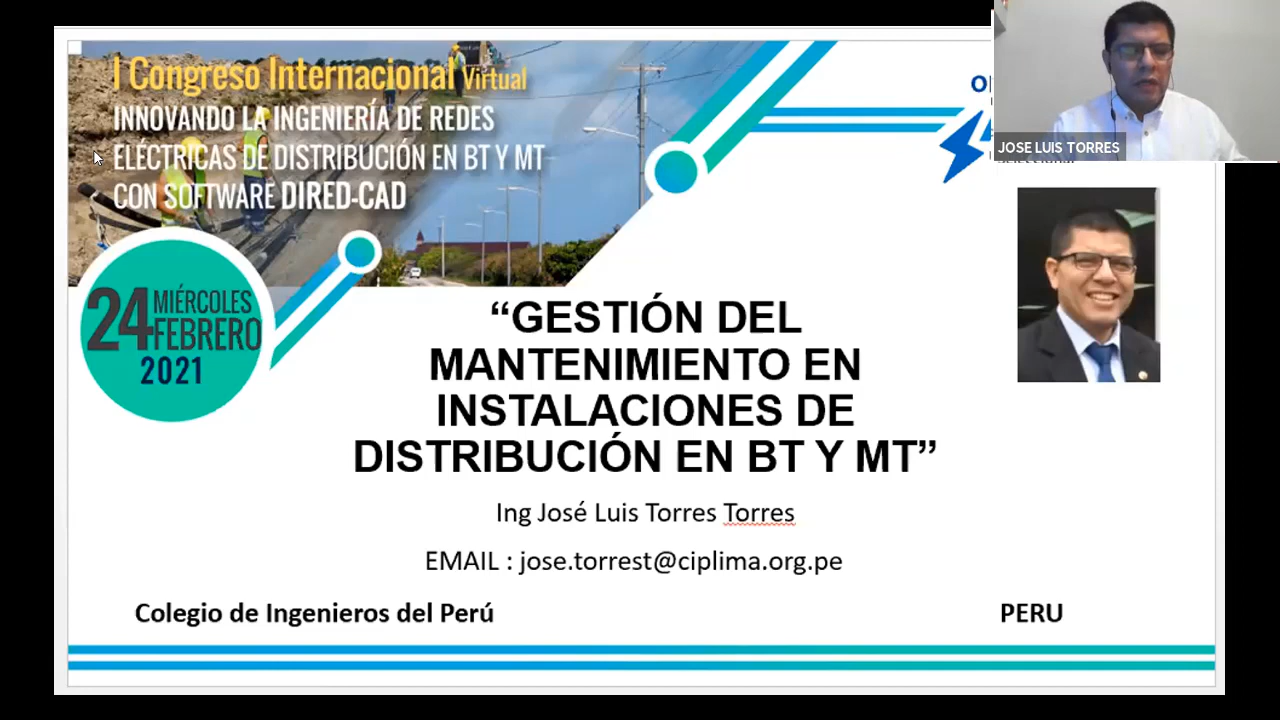 I Congreso Internacional Virtual
INNOVANDO LA INGENIERÍA DE REDES
ELÉCTRICAS DE DISTRIBUCIÓN EN BT Y MT
CON SOFTWARE DIRED-CAD
JOSE LUIS TORRES
24 MIÉRCOLES
FEBRERO
2021
“GESTIÓN DEL
MANTENIMIENTO EN
INSTALACIONES DE
DISTRIBUCIÓN EN BT Y MT”
Ing José Luis Torres Torres
EMAIL : jose.torrest@ciplima.org.pe
Colegio de Ingenieros del Perú
PERU